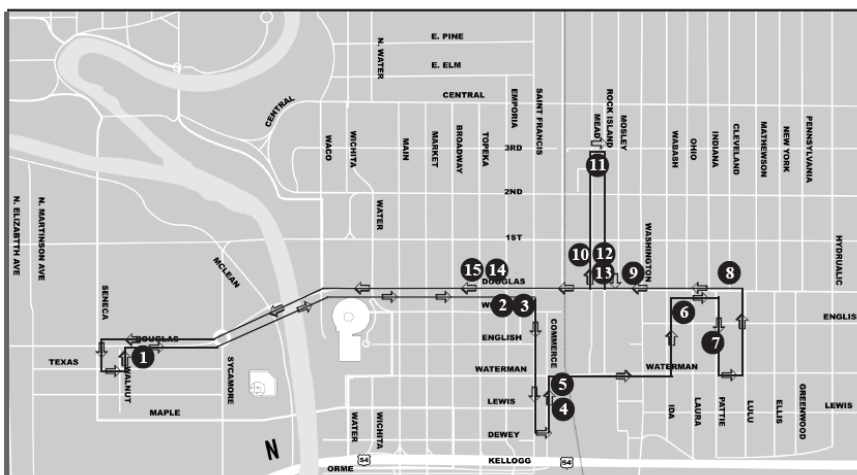 E. PINE
E. ELM
N. WATER
CENTRAL
CENTRAL
EMPORIA
SAINT FRANCIS
ROCK ISLAND
MEAD
MOSLEY
WACO
WICHITA
MAIN
MARKET
BROADWAY
TOPEKA
3RD
WABASH
OHIO
INDIANA
CLEVELAND
MATHEWSON
NEW YORK
PENNSYLVANIA
11
2ND
N. ELIZABTTH AVE
N. MARTINSON AVE
WATER
1ST
WASHINGTON
HYDRUALIC
MCLEAN
10
12
15
14
13
9
8
SENECA
DOUGLAS
2
3
6
ENGLIS
DOUGLAS
ENGLISH
COMMERCE
7
1
TEXAS
WALNUT
SYCAMORE
WATERMAN
WATERMAN
5
4
MAPLE
LEWIS
IDA
LAURA
PATTIE
LULU
ELLIS
GREENWOOD
LEWIS
WATER
WICHITA
DEWEY
N
KELLOGG
54
54
ORME